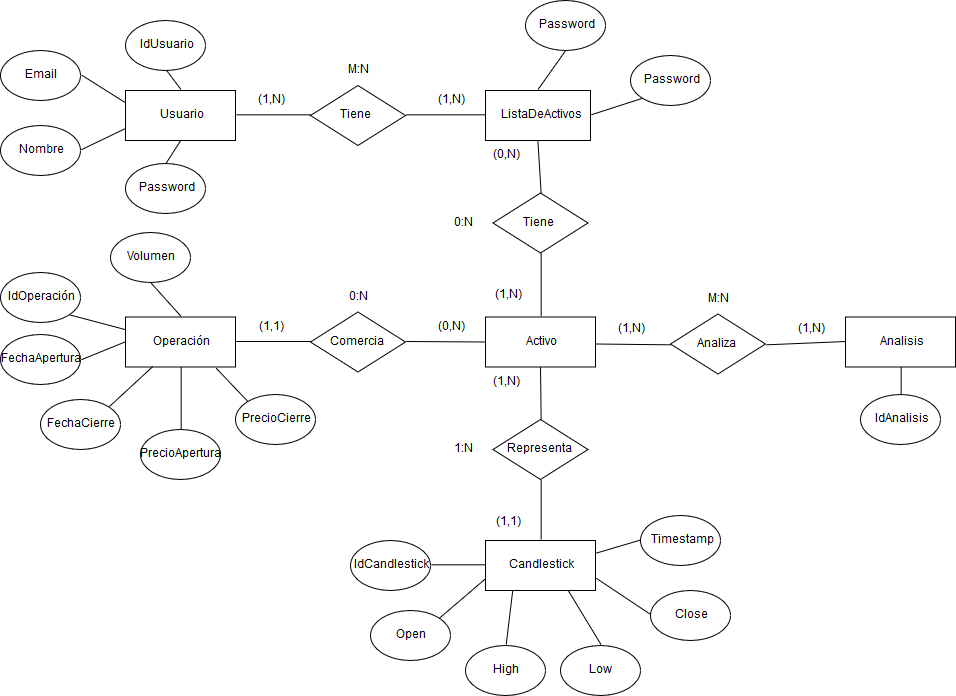 Password
IdUsuario
Email
M:N
Password
(1,N)
(1,N)
Usuario
Tiene
ListaDeActivos
Nombre
(0,N)
Password
0:N
Tiene
Volumen
IdOperación
0:N
(1,N)
M:N
(1,1)
(0,N)
(1,N)
(1,N)
Operación
Comercia
Activo
Analiza
Analisis
FechaApertura
(1,N)
FechaCierre
PrecioCierre
IdAnalisis
PrecioApertura
1:N
Representa
(1,1)
Timestamp
IdCandlestick
Candlestick
Close
Open
High
Low